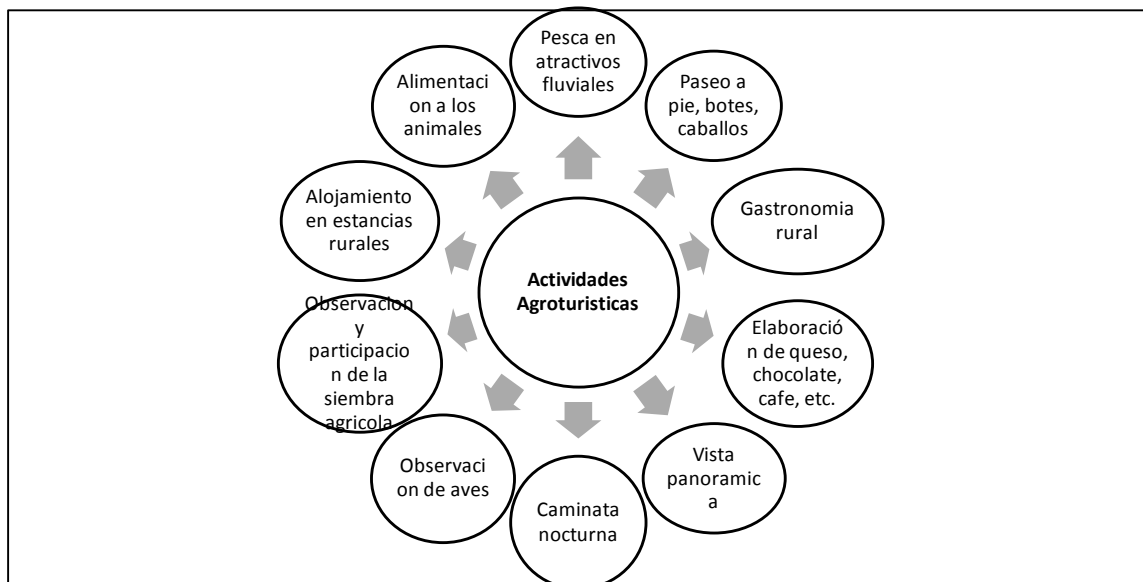 Pesca en
atractivos
fluviales
Paseo a
pie, botes,
caballos
Gastronomia
rural
Elaboració
n de queso,
chocolate,
cafe, etc.
Vista
panoramic
a
Caminata
nocturna
Observaci
on de aves
Observacion
y
participacio
n de la
siembra
agricola
Alojamiento
en estancias
rurales
Alimentaci
on a los
animales
Actividades
Agroturisticas